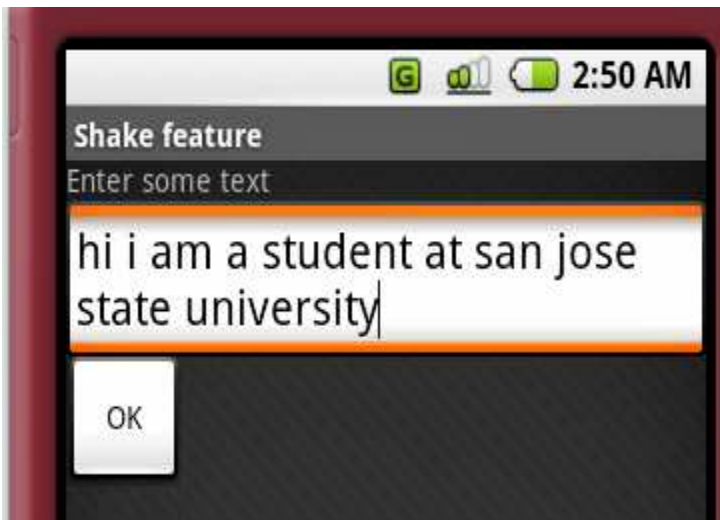 G 2:50 AM
Shake feature
Enter some text
hi i am a student at san jose
state university
OK